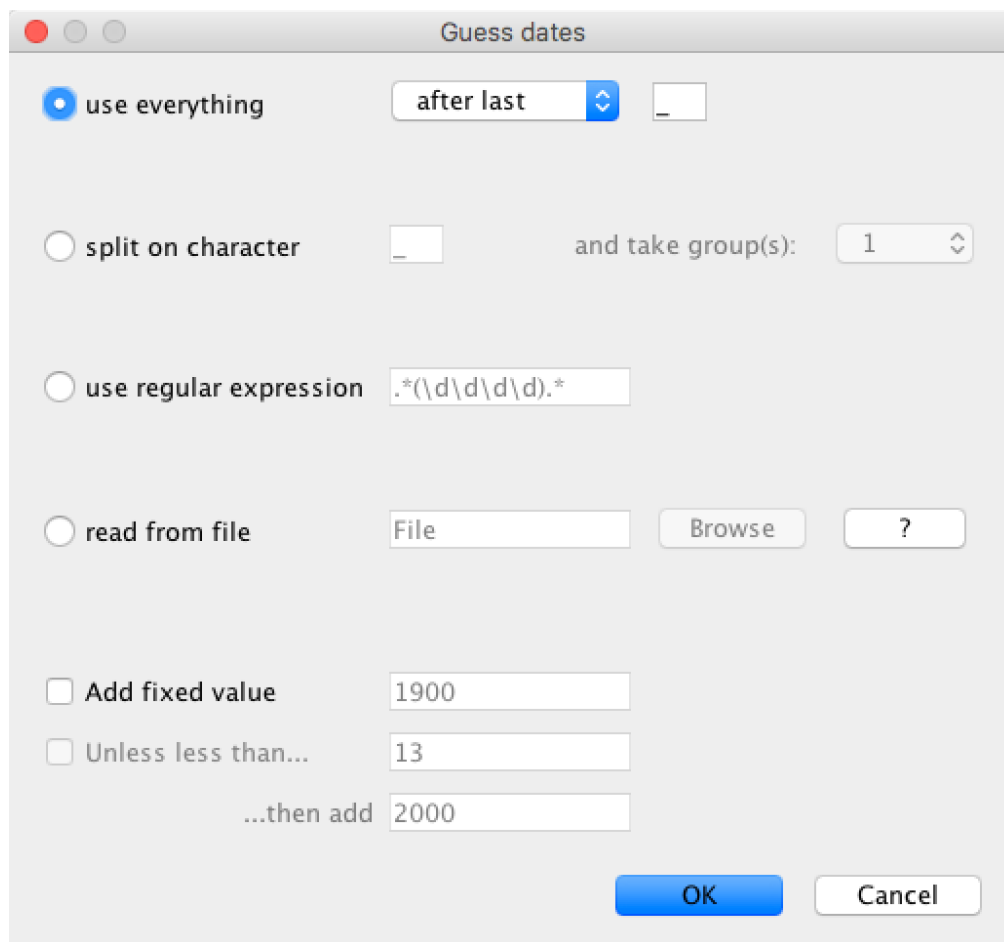 Guess dates
use everything after last _
split on character _ and take group(s): 1
use regular expression .*(\d\d\d\d).*
read from file File Browse ?
Add fixed value 1900
Unless less than... 13
...then add 2000
OK Cancel